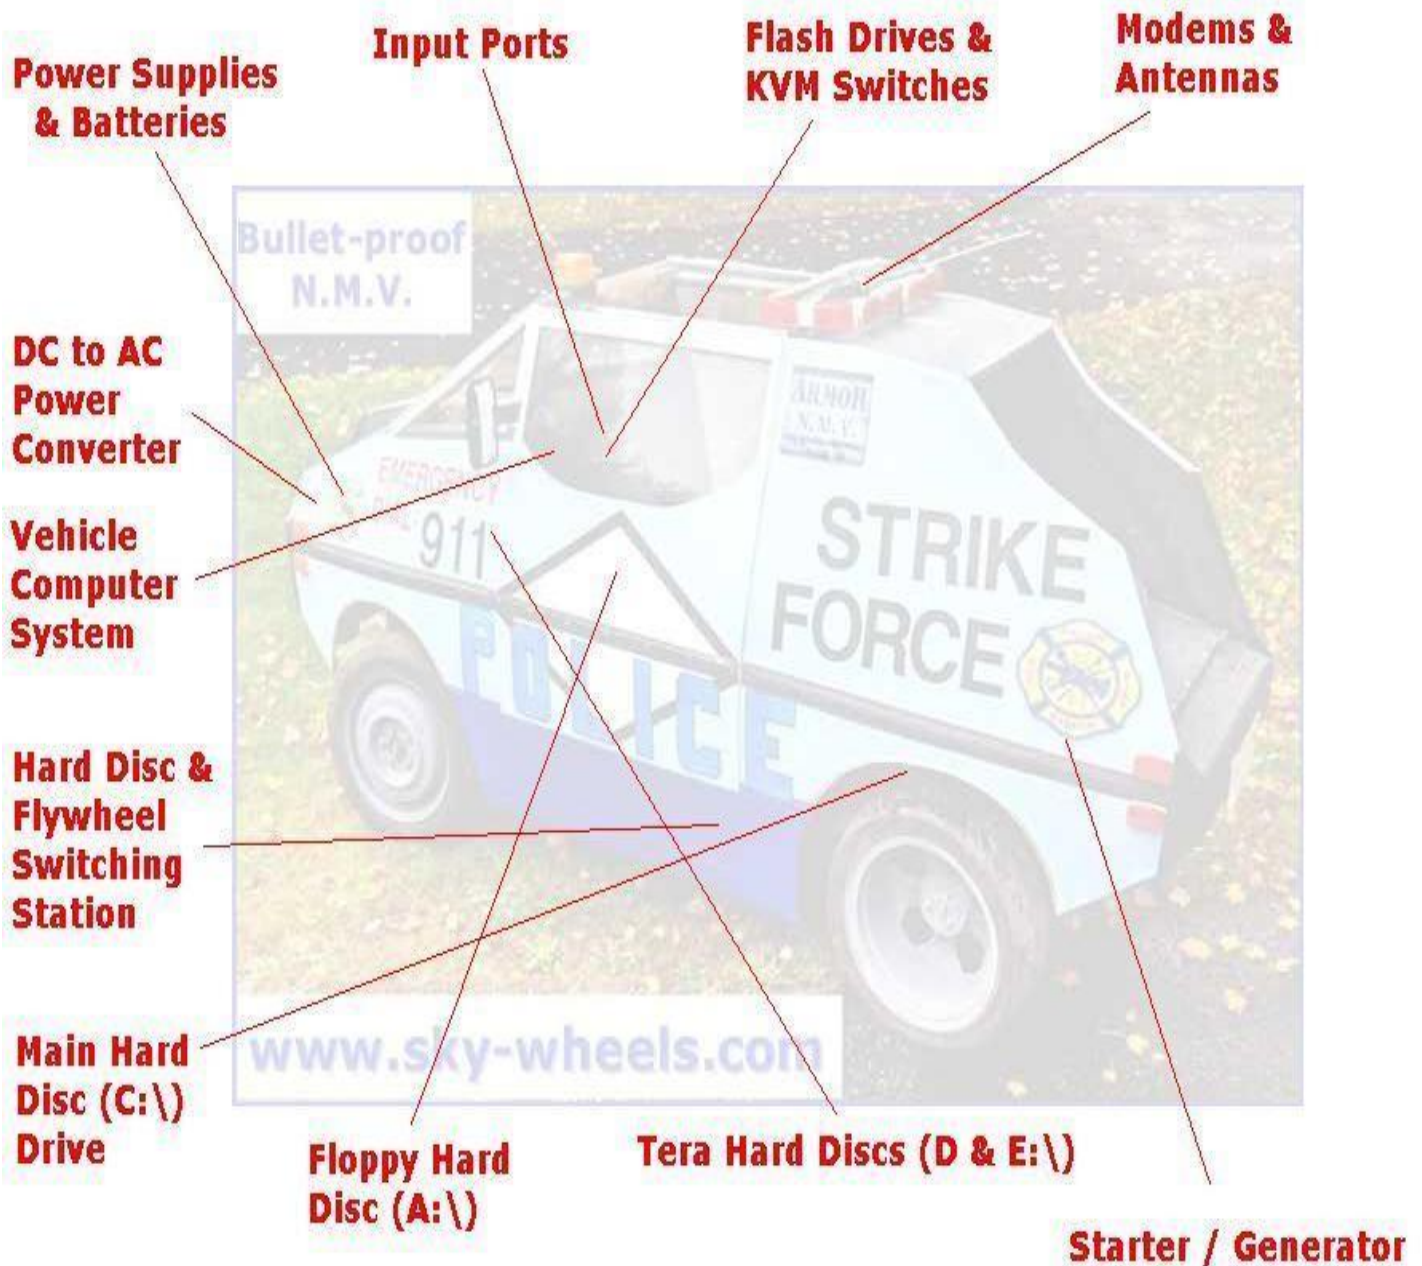 Input Ports
Flash Drives &
KVM Switches
Modems &
Antennas
Power Supplies
& Batteries
Bullet-proof
N.M.V.
DC to AC
Power
Converter
ARMOR
N.M.V.
EMERGENCY
911
STRIKE
FORCE
POLICE
Vehicle
Computer
System
Hard Disc &
Flywheel
Switching
Station
www.sky-wheels.com
Main Hard
Disc (C:\)
Drive
Floppy Hard
Disc (A:\)
Tera Hard Discs (D & E:\)
Starter / Generator